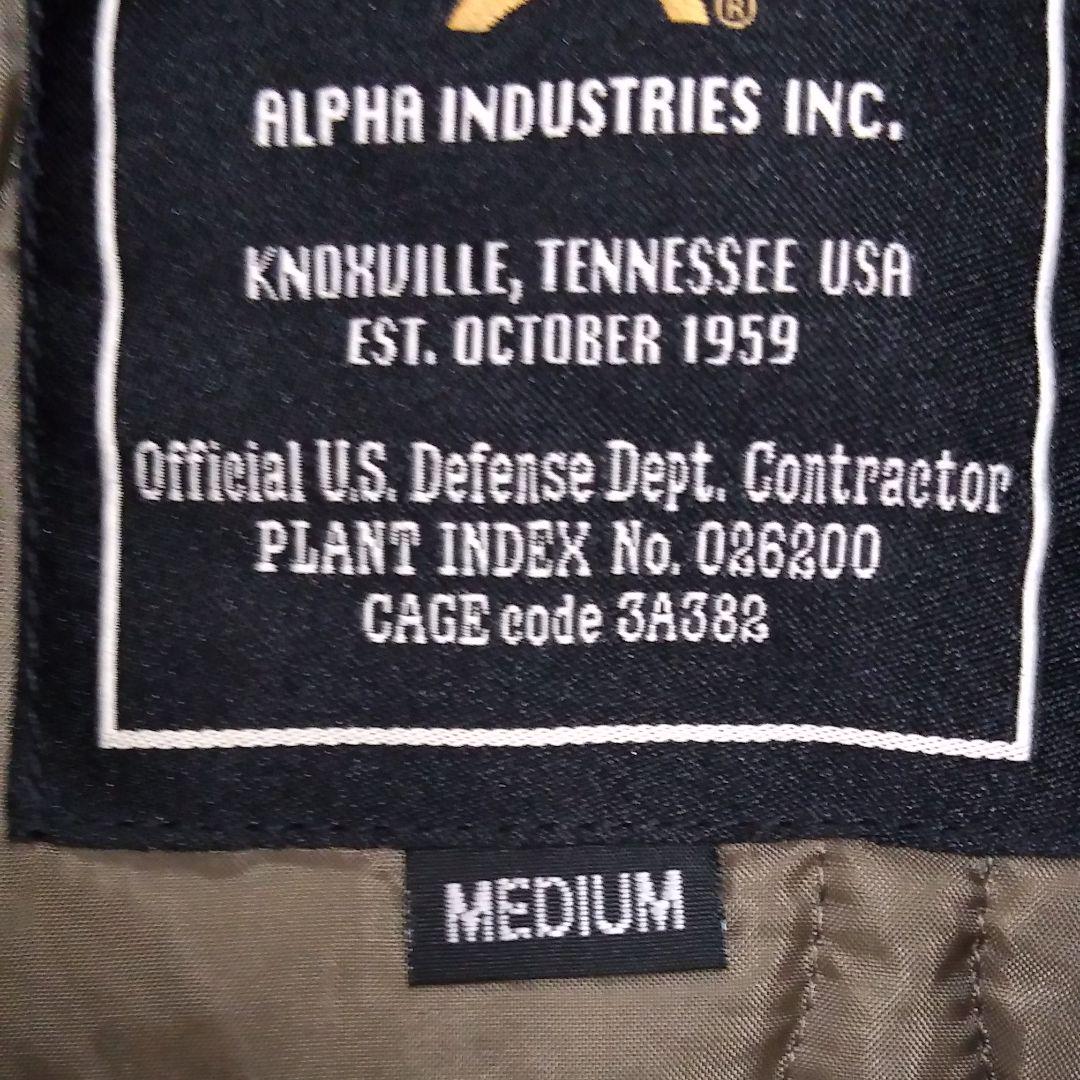 ®
ALPHA INDUSTRIES INC.
KNOXVILLE, TENNESSEE USA
EST. OCTOBER 1959
Official U.S. Defense Dept. Contractor
PLANT INDEX No. 026200
CAGE code 3A382
MEDIUM